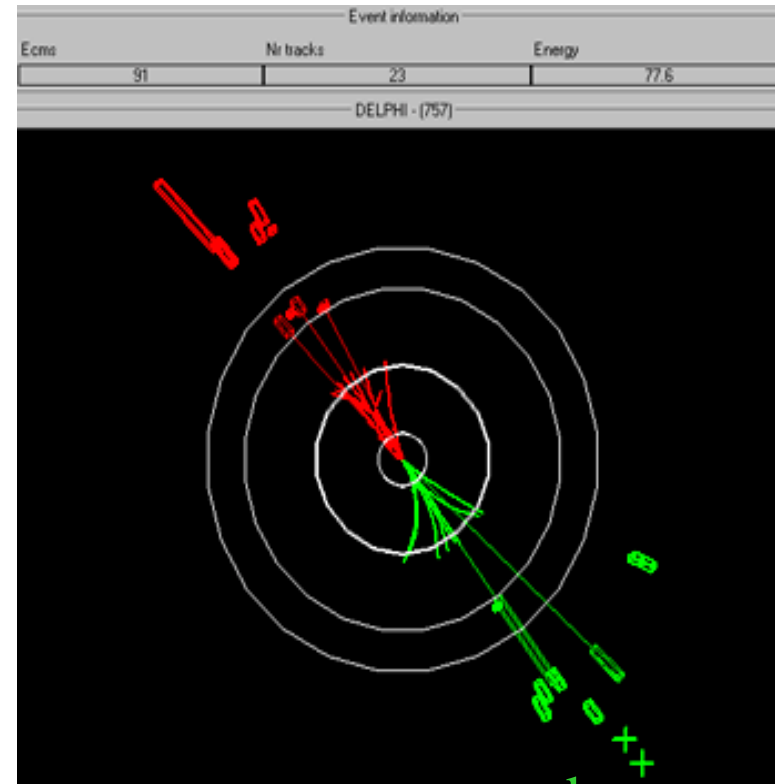 Event information
Ecms Nr tracks Energy
91 23 77.6
DELPHI - (757)